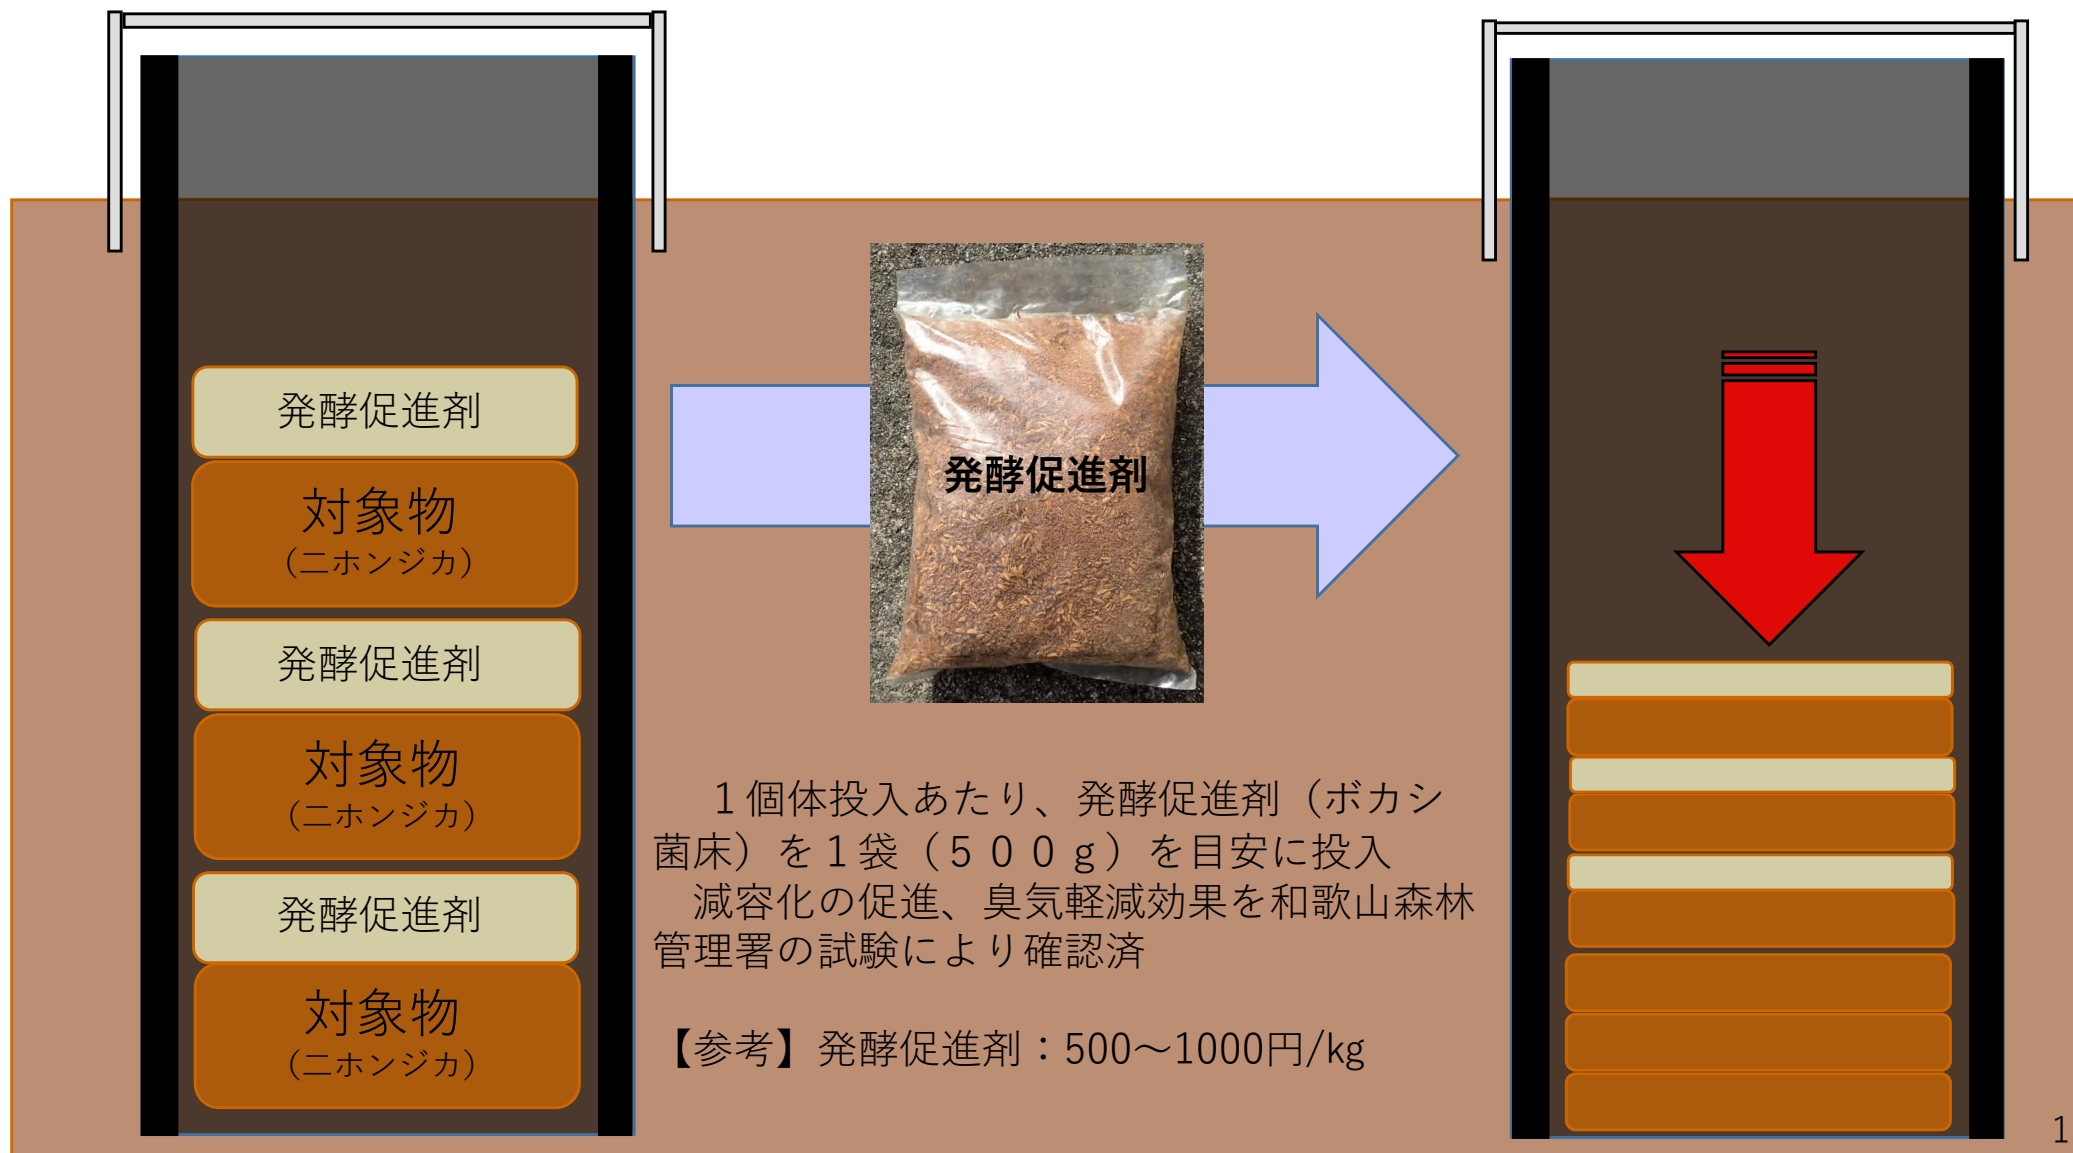 発酵促進剤
対象物
(ニホンジカ)
発酵促進剤
対象物
(ニホンジカ)
発酵促進剤
対象物
(ニホンジカ)
発酵促進剤
１個体投入あたり、発酵促進剤（ボカシ
菌床）を１袋（５００ｇ）を目安に投入
減容化の促進、臭気軽減効果を和歌山森林
管理署の試験により確認済
【参考】発酵促進剤：500～1000円/kg
1